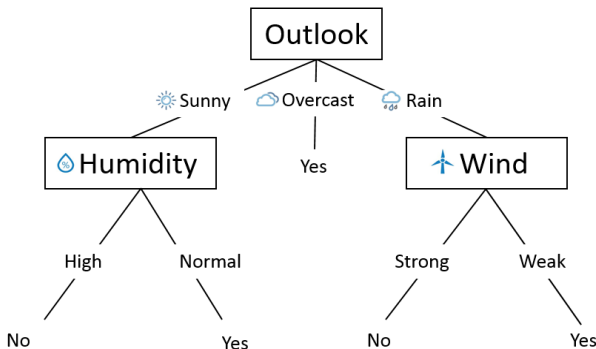 Outlook
Sunny
Overcast
Rain
% Humidity
Yes
Wind
High
Normal
Strong
Weak
No
Yes
No
Yes